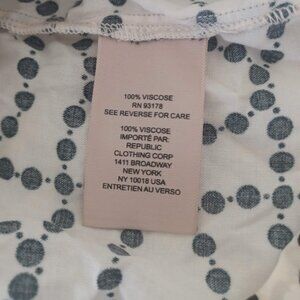 100% VISCOSE
RN 93178
SEE REVERSE FOR CARE
100% VISCOSE
IMPORTÉ PAR:
REPUBLIC
CLOTHING CORP
1411 BROADWAY
NEW YORK
NY 10018 USA
ENTRETIEN AU VERSO